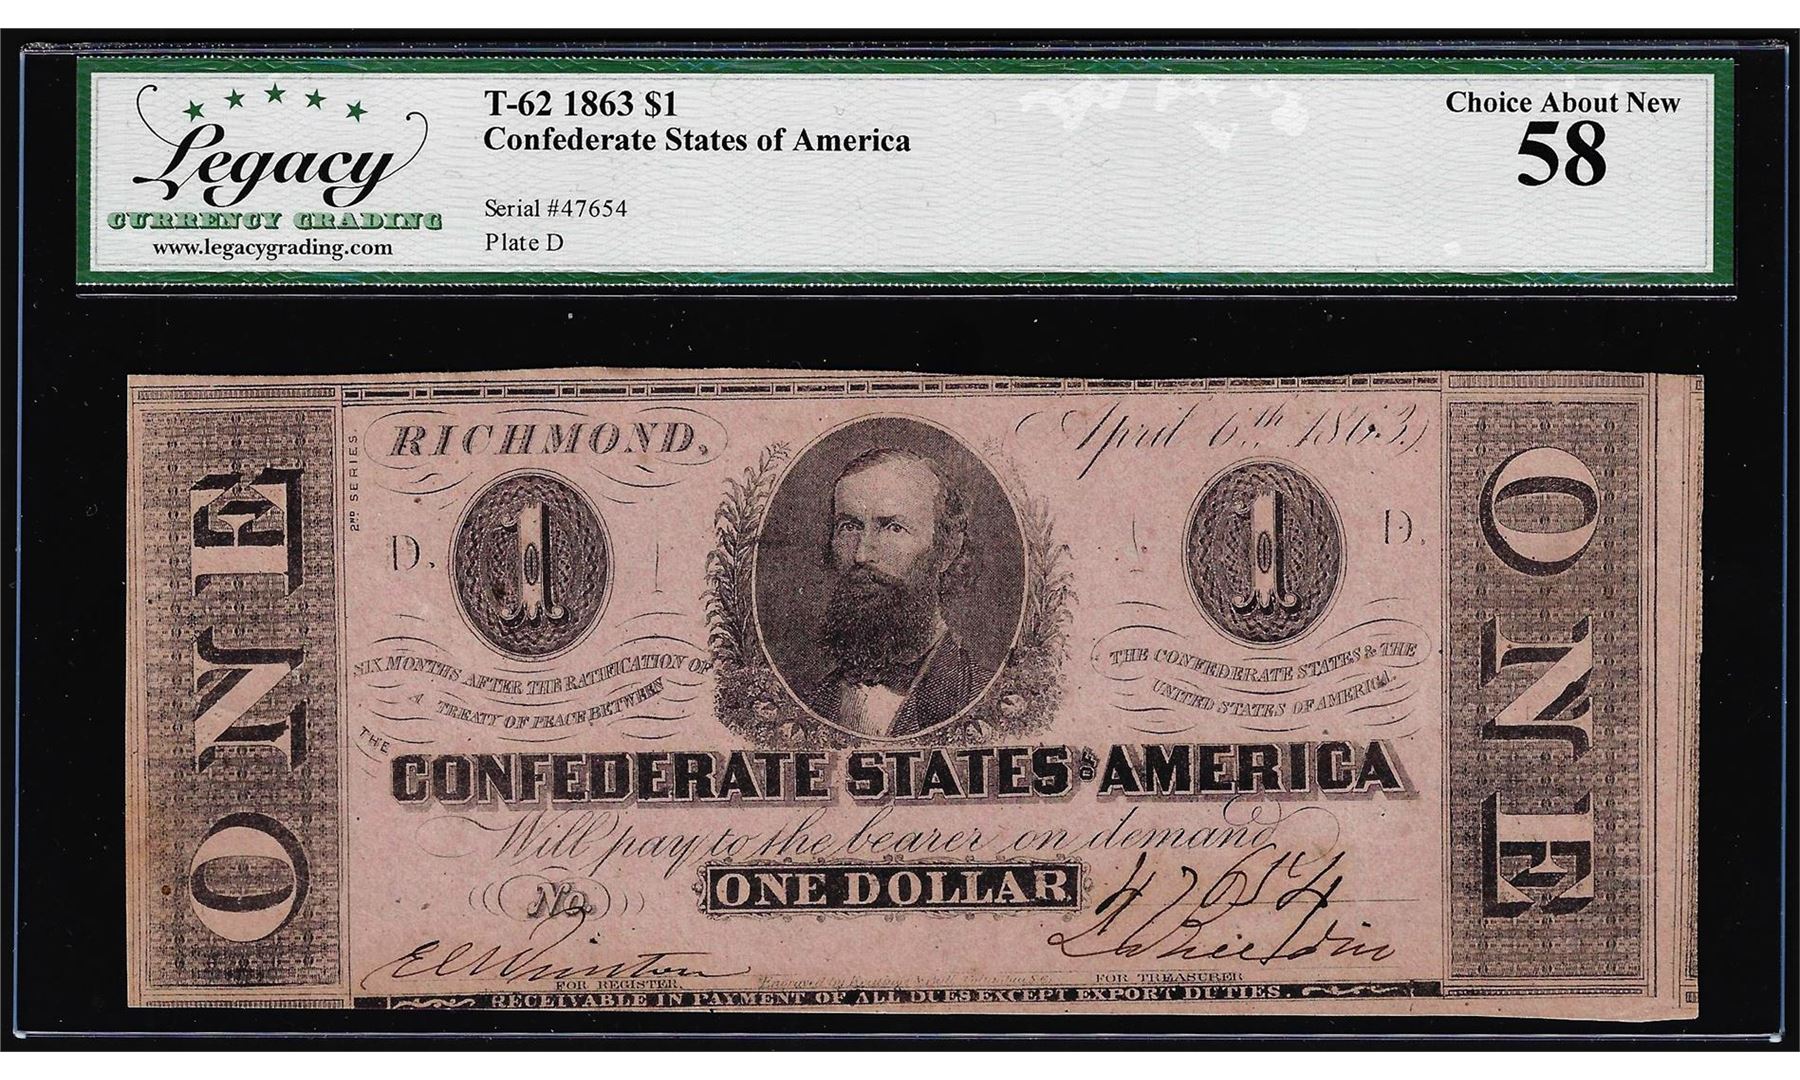 Legacy
CURRENCY GRADING
www.legacygrading.com
T-62 1863 $1
Confederate States of America
Serial #47654
Plate D
Choice About New
58
ONE
2ND SERIES.
RICHMOND,
April 6th 1863.
ONE
D.
1
1
D.
SIX MONTHS AFTER THE RATIFICATION OF
A TREATY OF PEACE BETWEEN
THE CONFEDERATE STATES & THE
UNITED STATES OF AMERICA.
THE
CONFEDERATE STATES OF AMERICA
Will pay to the bearer on demand
No.
ONE DOLLAR
47654
FOR REGISTER.
Engraved by
FOR TREASURER
RECEIVABLE IN PAYMENT OF ALL DUES EXCEPT EXPORT DUTIES.